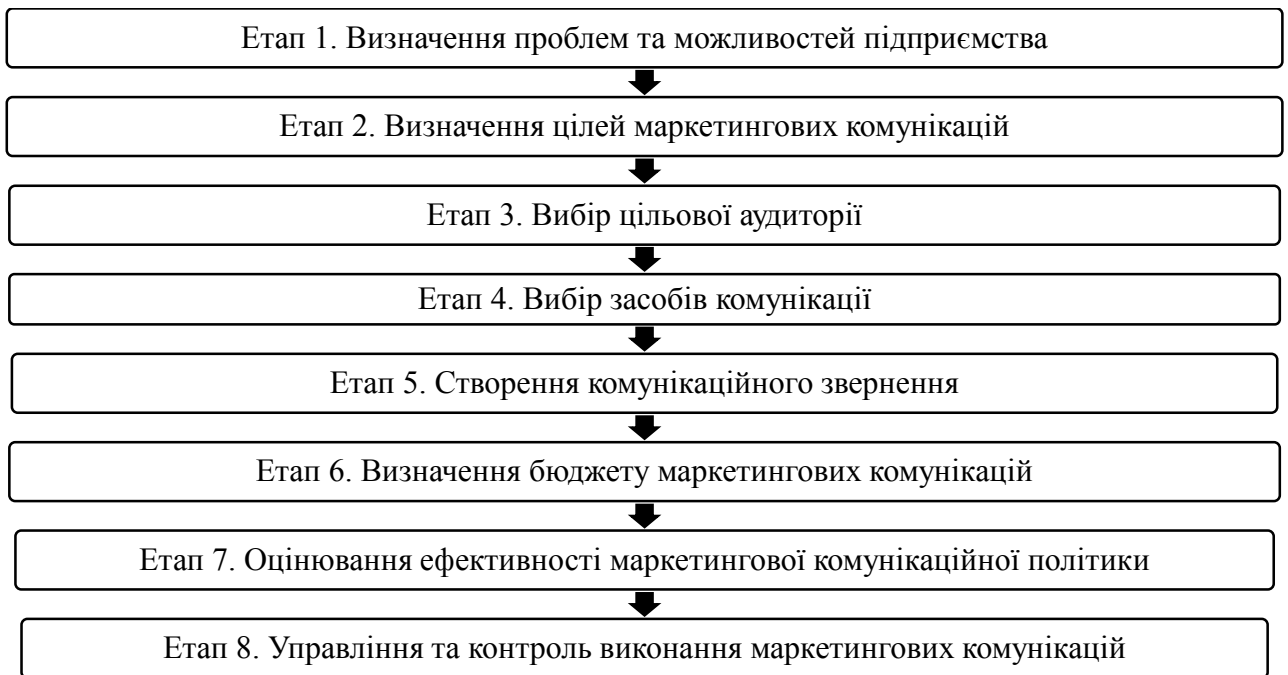 Етап 1. Визначення проблем та можливостей підприємства
Етап 2. Визначення цілей маркетингових комунікацій
Етап 3. Вибір цільової аудиторії
Етап 4. Вибір засобів комунікації
Етап 5. Створення комунікаційного звернення
Етап 6. Визначення бюджету маркетингових комунікацій
Етап 7. Оцінювання ефективності маркетингової комунікаційної політики
Етап 8. Управління та контроль виконання маркетингових комунікацій